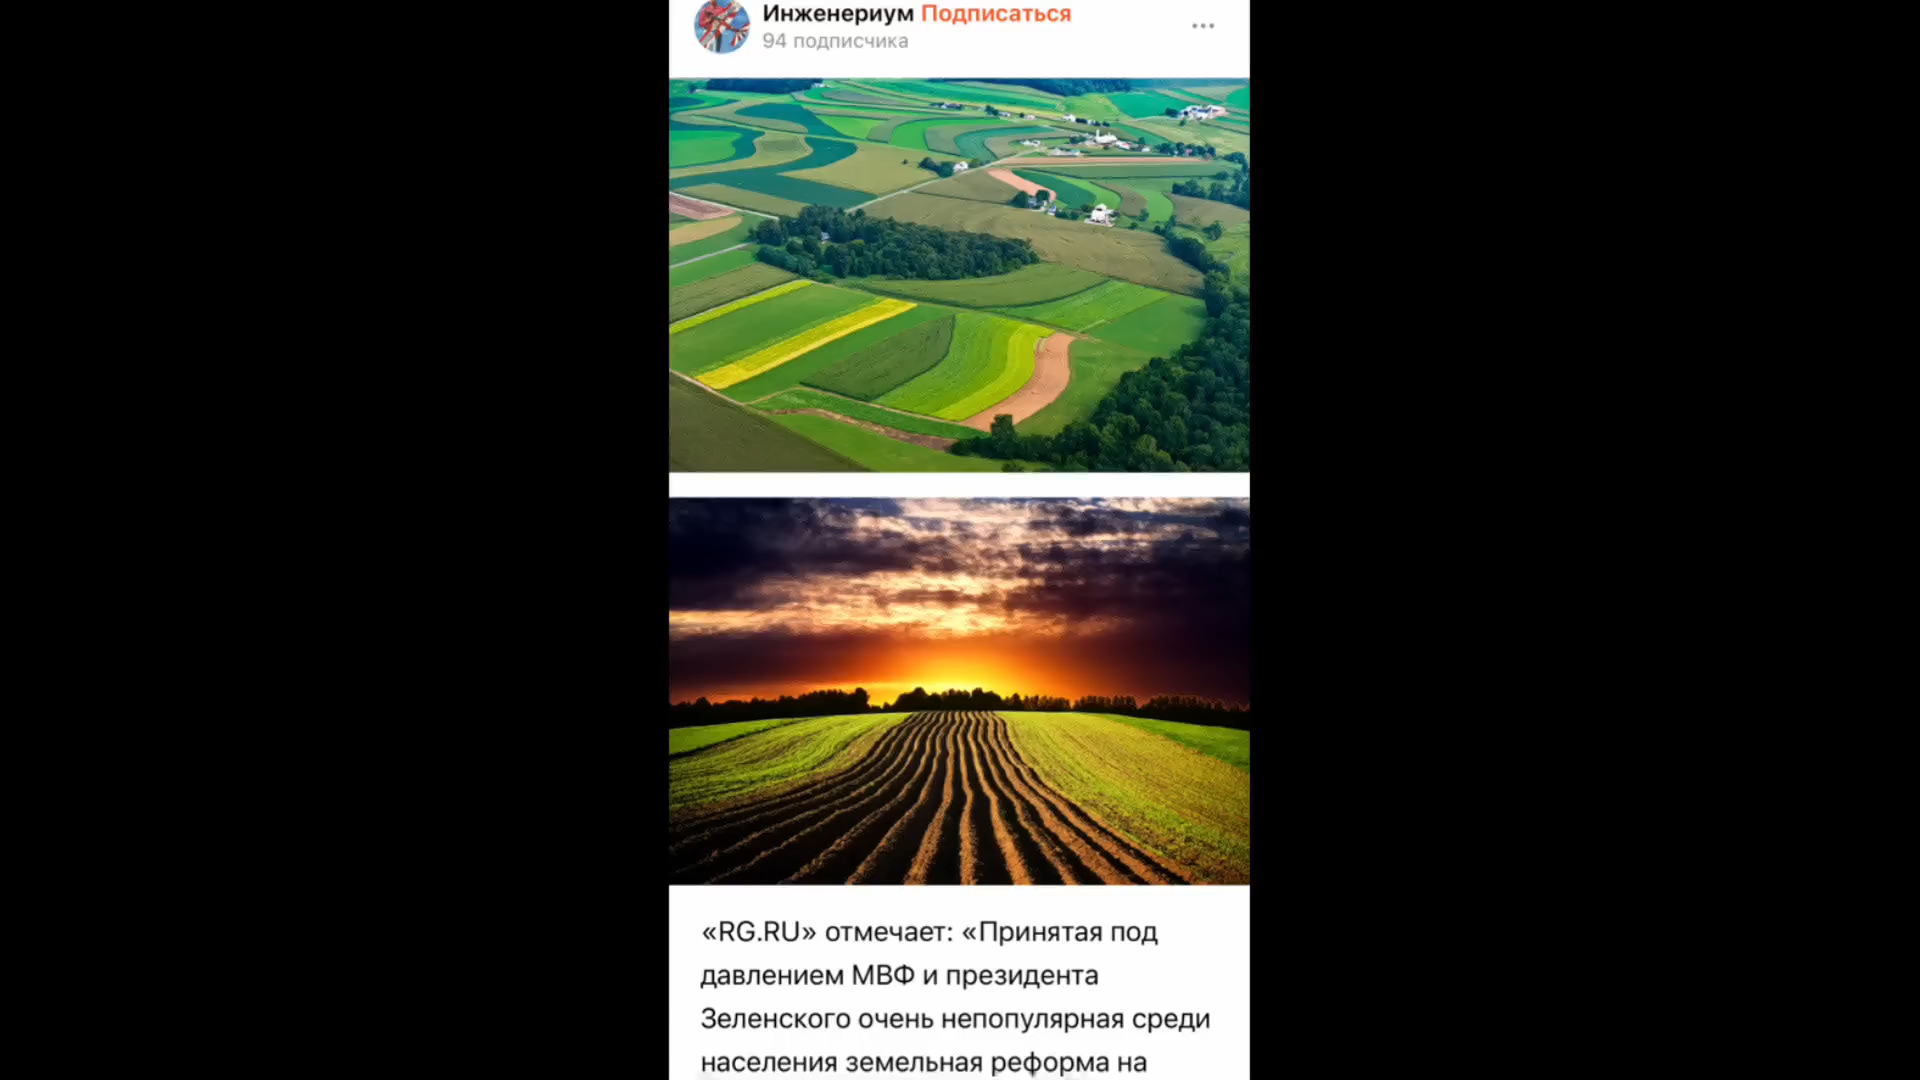 Инженериум Подписаться
94 подписчика
«RG.RU» отмечает: «Принятая под
давлением МВФ и президента
Зеленского очень непопулярная среди
населения земельная реформа на